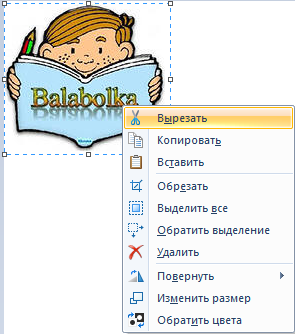 Balabolka
Вырезать
Копировать
Вставить
Обрезать
Выделить все
Обратить выделение
Удалить
Повернуть
Изменить размер
Обратить цвета